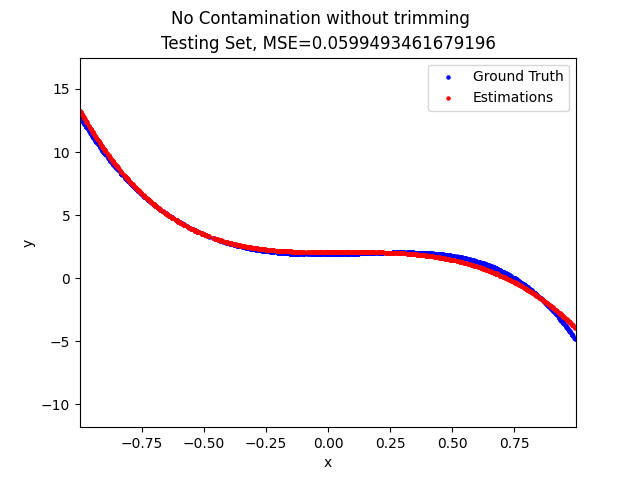 No Contamination without trimming
Testing Set, MSE=0.0599493461679196
Ground Truth
Estimations
15
10
5
0
−5
−10
y
−0.75 −0.50 −0.25 0.00 0.25 0.50 0.75
x